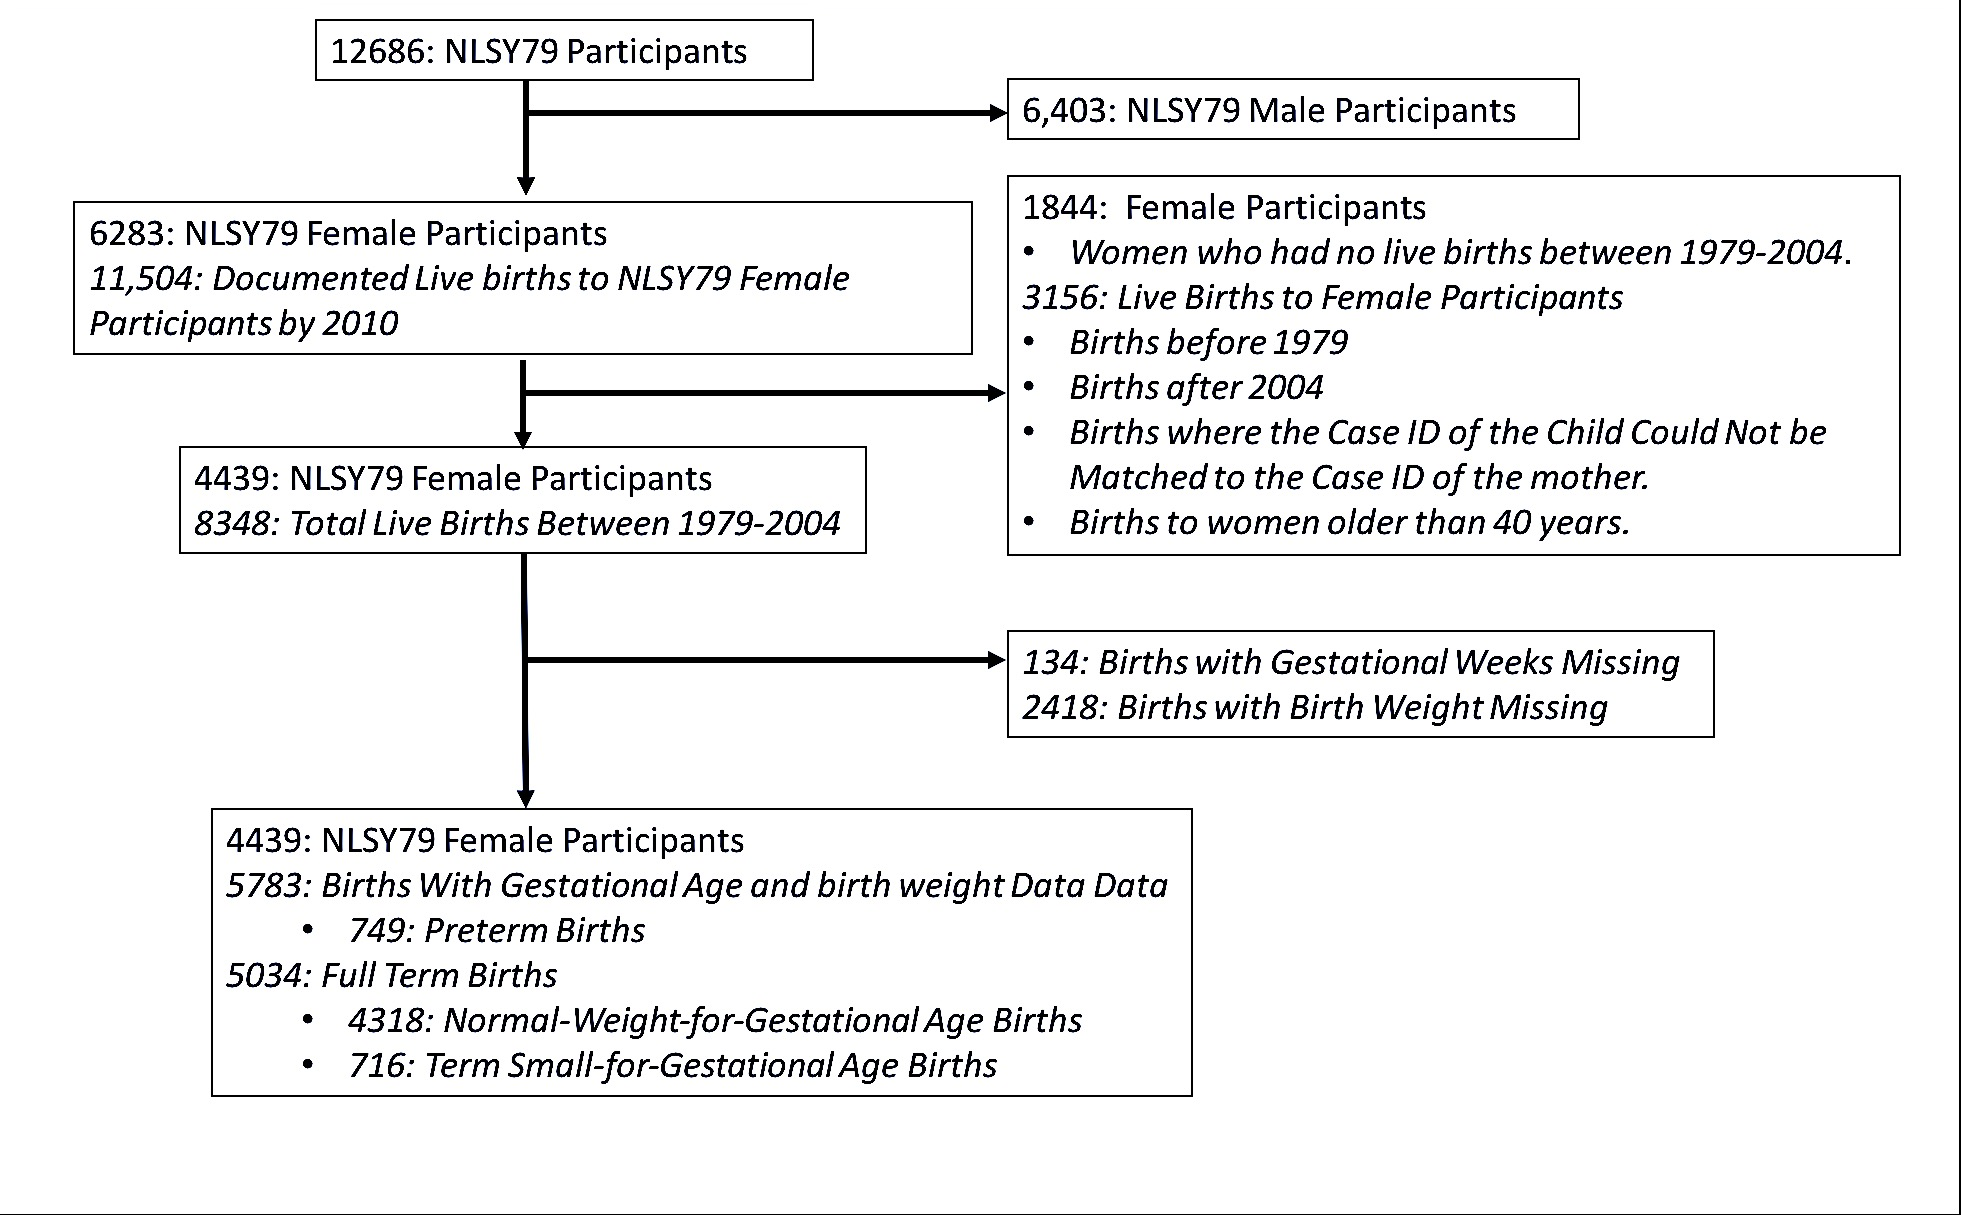 12686: NLSY79 Participants
6,403: NLSY79 Male Participants
6283: NLSY79 Female Participants
11,504: Documented Live births to NLSY79 Female
Participants by 2010
1844:  Female Participants
• Women who had no live births between 1979-2004.
3156: Live Births to Female Participants
• Births before 1979
• Births after 2004
• Births where the Case ID of the Child Could Not be
Matched to the Case ID of the mother.
• Births to women older than 40 years.
4439: NLSY79 Female Participants
8348: Total Live Births Between 1979-2004
134: Births with Gestational Weeks Missing
2418: Births with Birth Weight Missing
4439: NLSY79 Female Participants
5783: Births With Gestational Age and birth weight Data Data
• 749: Preterm Births
5034: Full Term Births
• 4318: Normal-Weight-for-Gestational Age Births
• 716: Term Small-for-Gestational Age Births